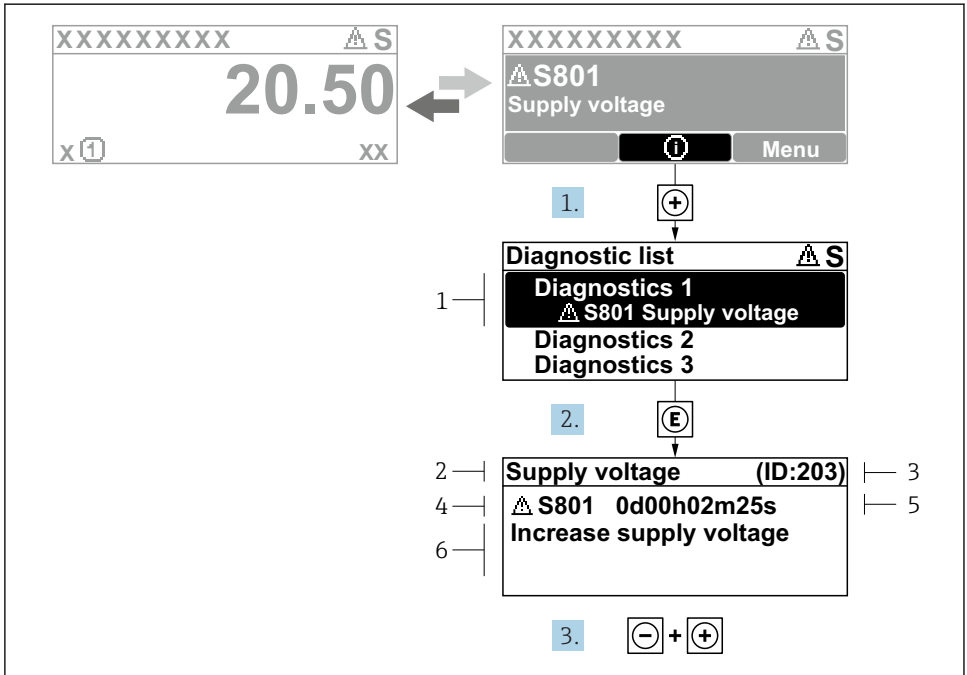 XXXXXXXXX ⚠ S
20.50
x 1 XX
XXXXXXXXX ⚠ S
⚠ S801
Supply voltage
i Menu
1. +
Diagnostic list ⚠ S
1 Diagnostics 1
⚠ S801 Supply voltage
Diagnostics 2
Diagnostics 3
2. E
2 Supply voltage (ID:203) 3
4 ⚠ S801 0d00h02m25s 5
6 Increase supply voltage
3. - + +